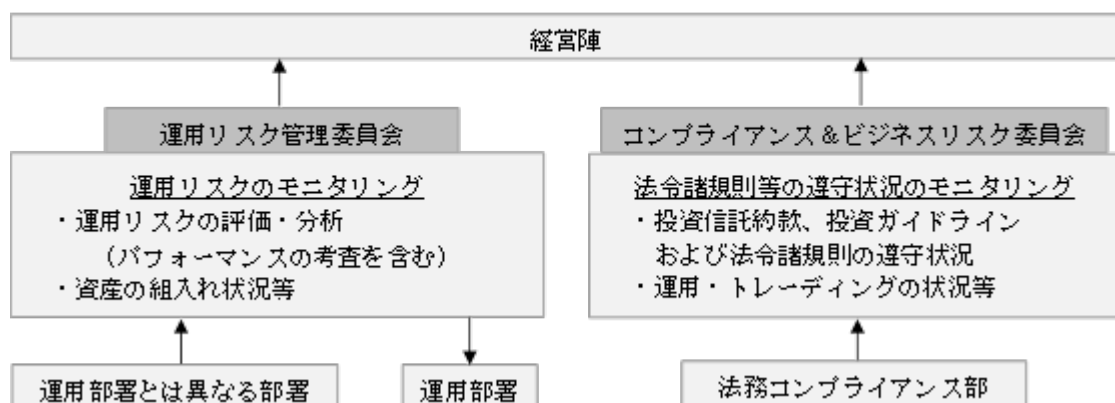 経営陣
運用リスク管理委員会
運用リスクのモニタリング
・運用リスクの評価・分析
（パフォーマンスの考査を含む）
・資産の組入れ状況等
運用部署とは異なる部署
運用部署
コンプライアンス＆ビジネスリスク委員会
法令諸規則等の遵守状況のモニタリング
・投資信託約款、投資ガイドライン
および法令諸規則の遵守状況
・運用・トレーディングの状況等
法務コンプライアンス部